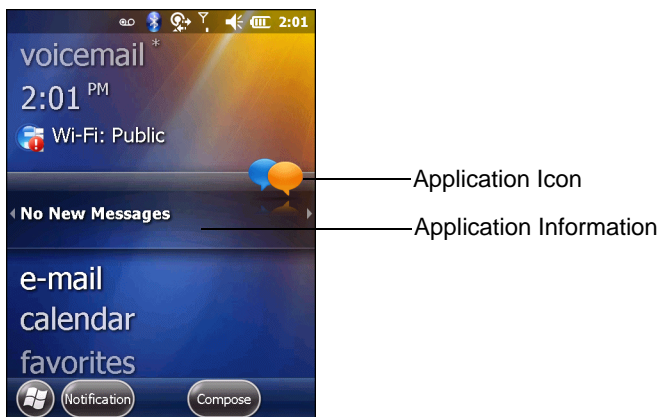 2:01
voicemail *
2:01 PM
Wi-Fi: Public
No New Messages
e-mail
calendar
favorites
Notification Compose
Application Icon
Application Information